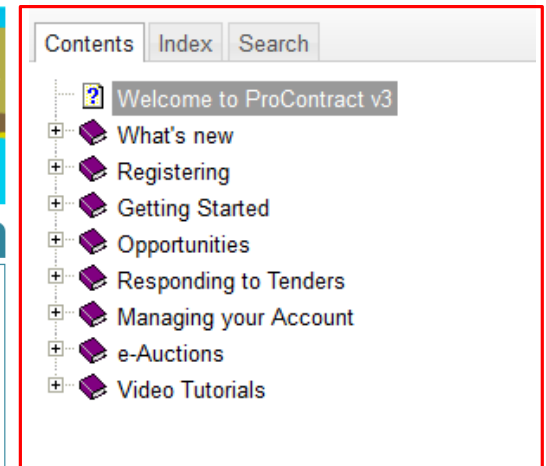 Contents Index Search
Welcome to ProContract v3
What's new
Registering
Getting Started
Opportunities
Responding to Tenders
Managing your Account
e-Auctions
Video Tutorials